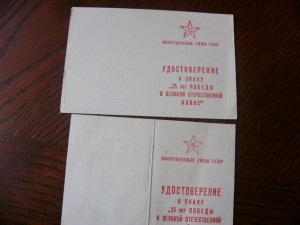 ВООРУЖЕННЫЕ СИЛЫ СССР
УДОСТОВЕРЕНИЕ
К ЗНАКУ
„25 лет ПОБЕДЫ
В ВЕЛИКОЙ ОТЕЧЕСТВЕННОЙ
ВОЙНЕ"
ВООРУЖЕННЫЕ СИЛЫ СССР
УДОСТОВЕРЕНИЕ
К ЗНАКУ
„25 лет ПОБЕДЫ
В ВЕЛИКОЙ ОТЕЧЕСТВЕННОЙ